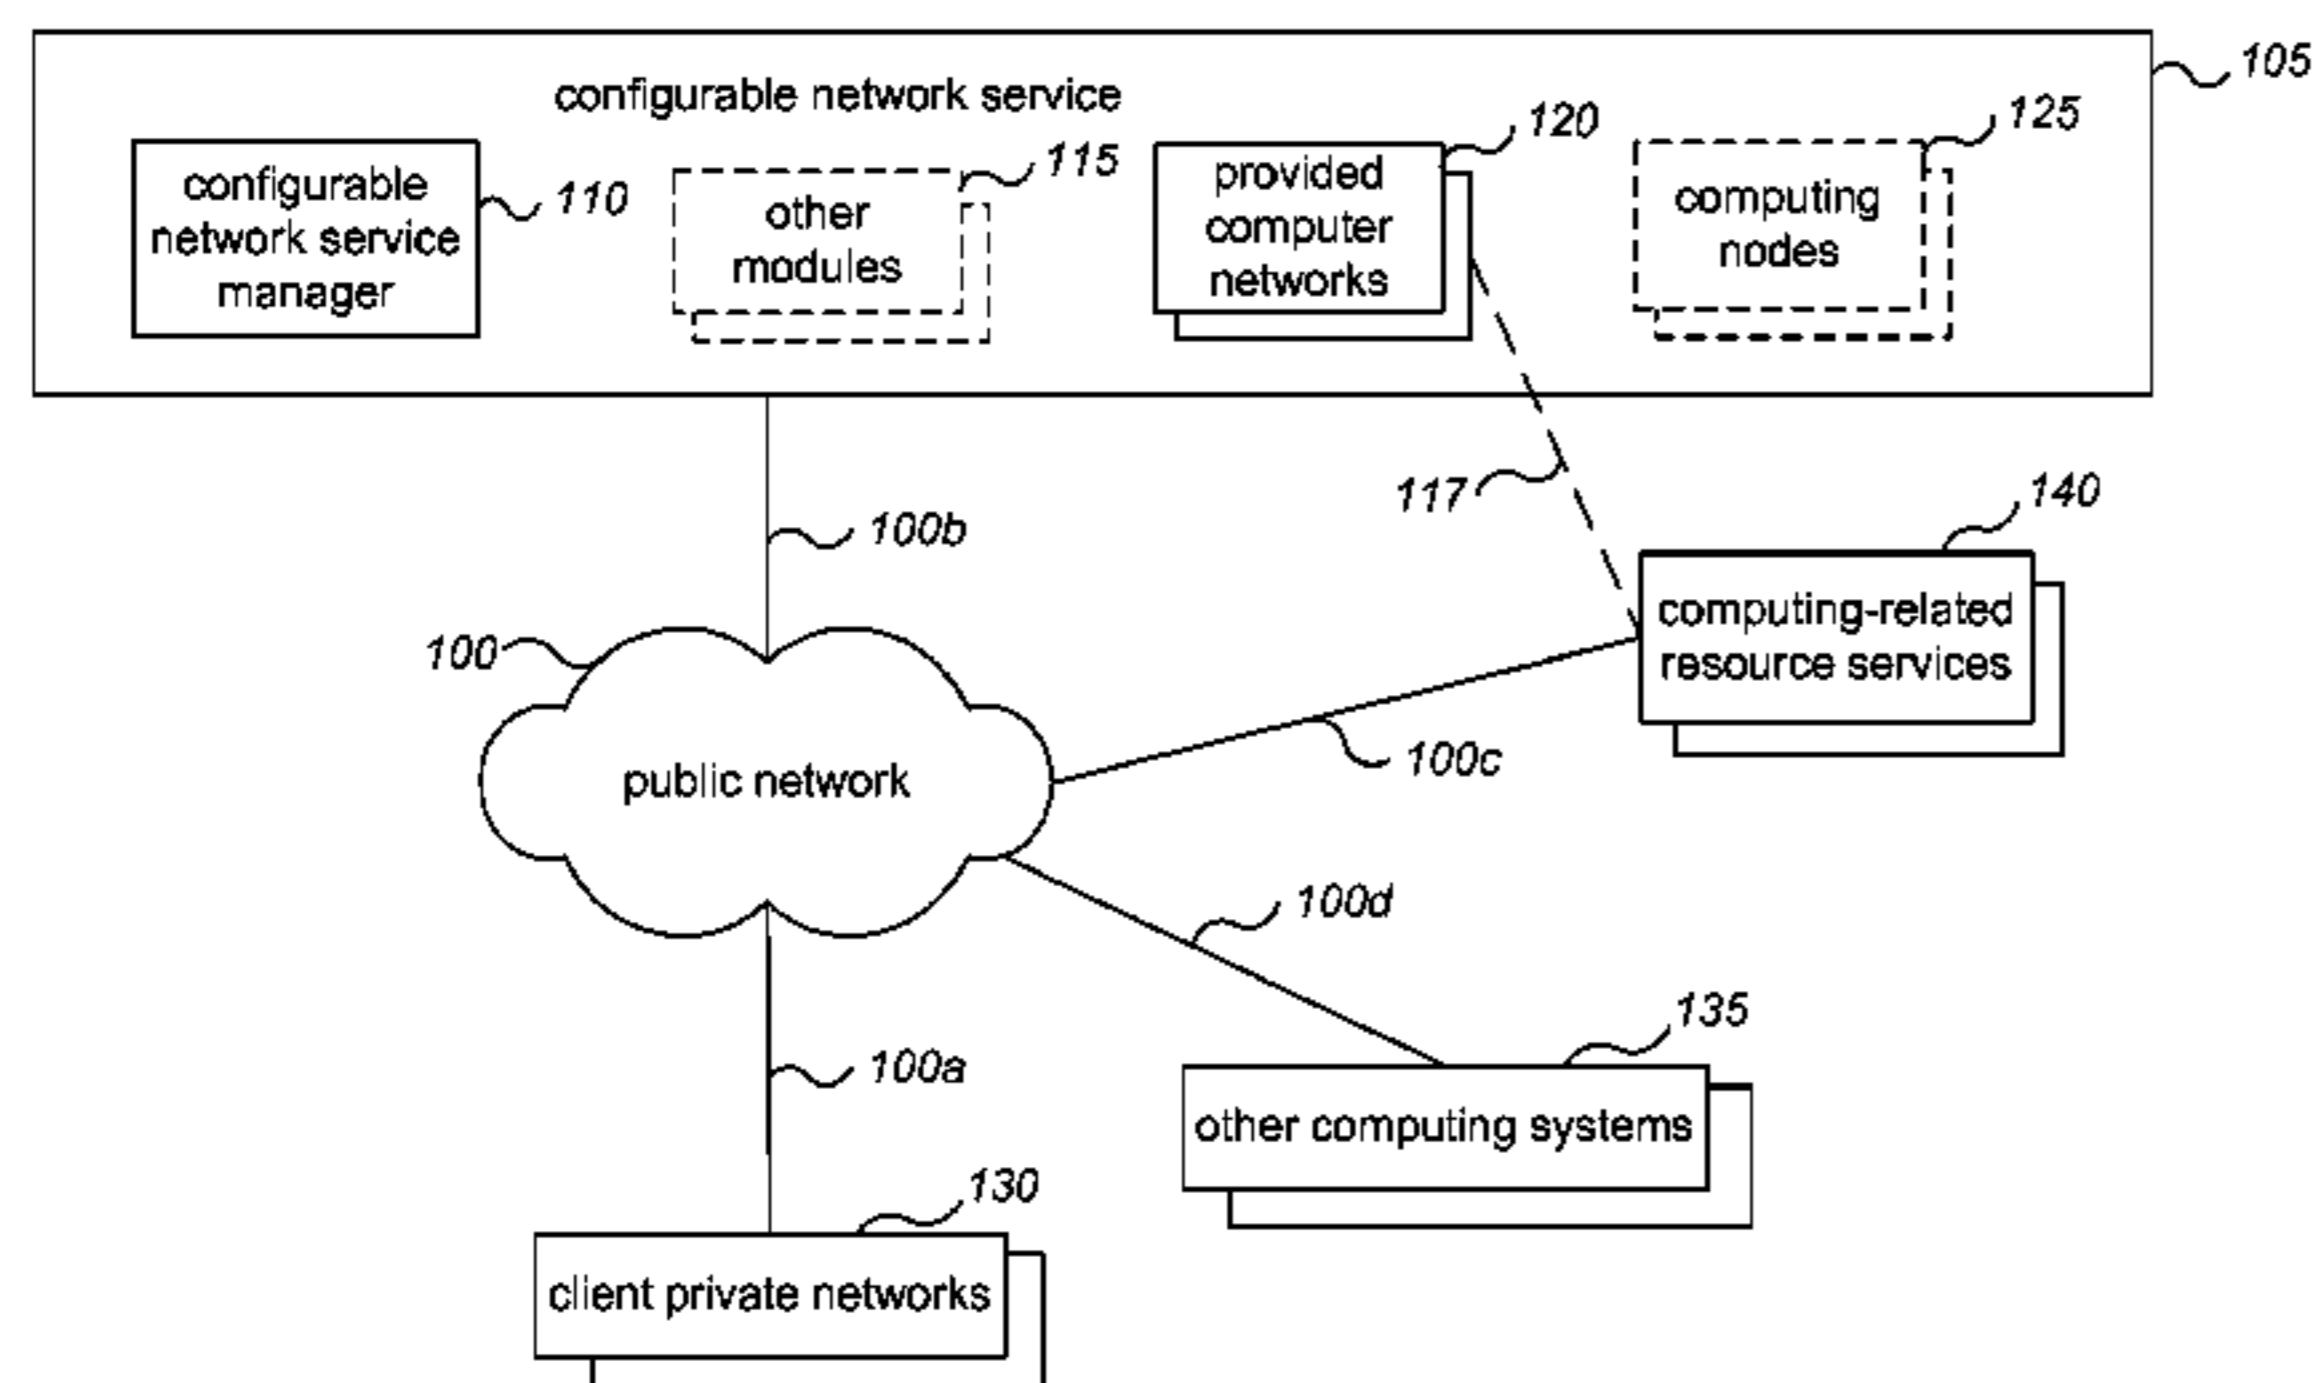 105
configurable network service
120
125
115
configurable
network service
manager
110
other
modules
provided
computer
networks
computing
nodes
117
140
100b
computing-related
resource services
100
public network
100c
100d
135
100a
other computing systems
130
client private networks